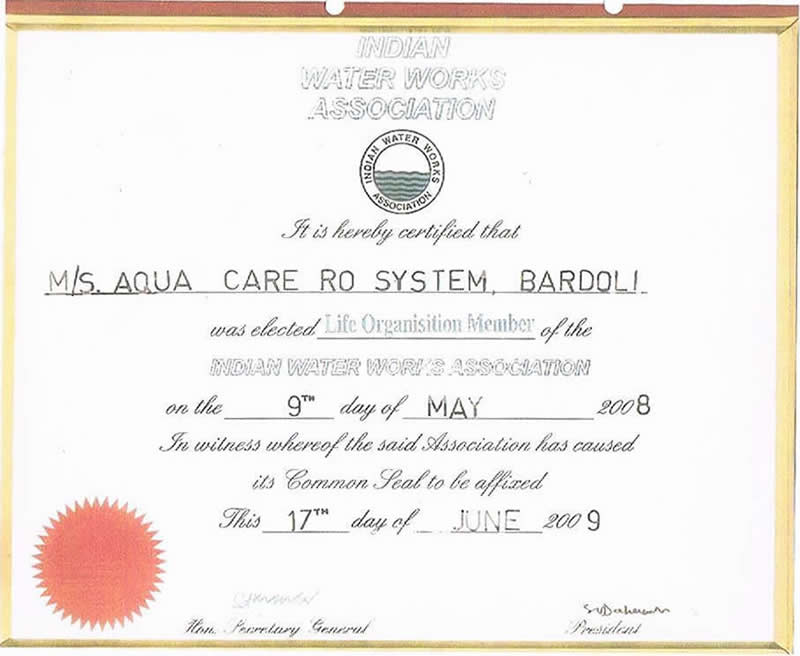 INDIAN
WATER WORKS
ASSOCIATION
INDIAN WATER WORKS
ASSOCIATION
It is hereby certified that
M/S. AQUA CARE RO SYSTEM, BARDOLI
was elected Life Organisition Member of the
INDIAN WATER WORKS ASSOCIATION
on the 9TH day of MAY 2008
In witness whereof the said Association has caused
its Common Seal to be affixed
This 17TH day of JUNE 2009
Hon. Secretary General
President